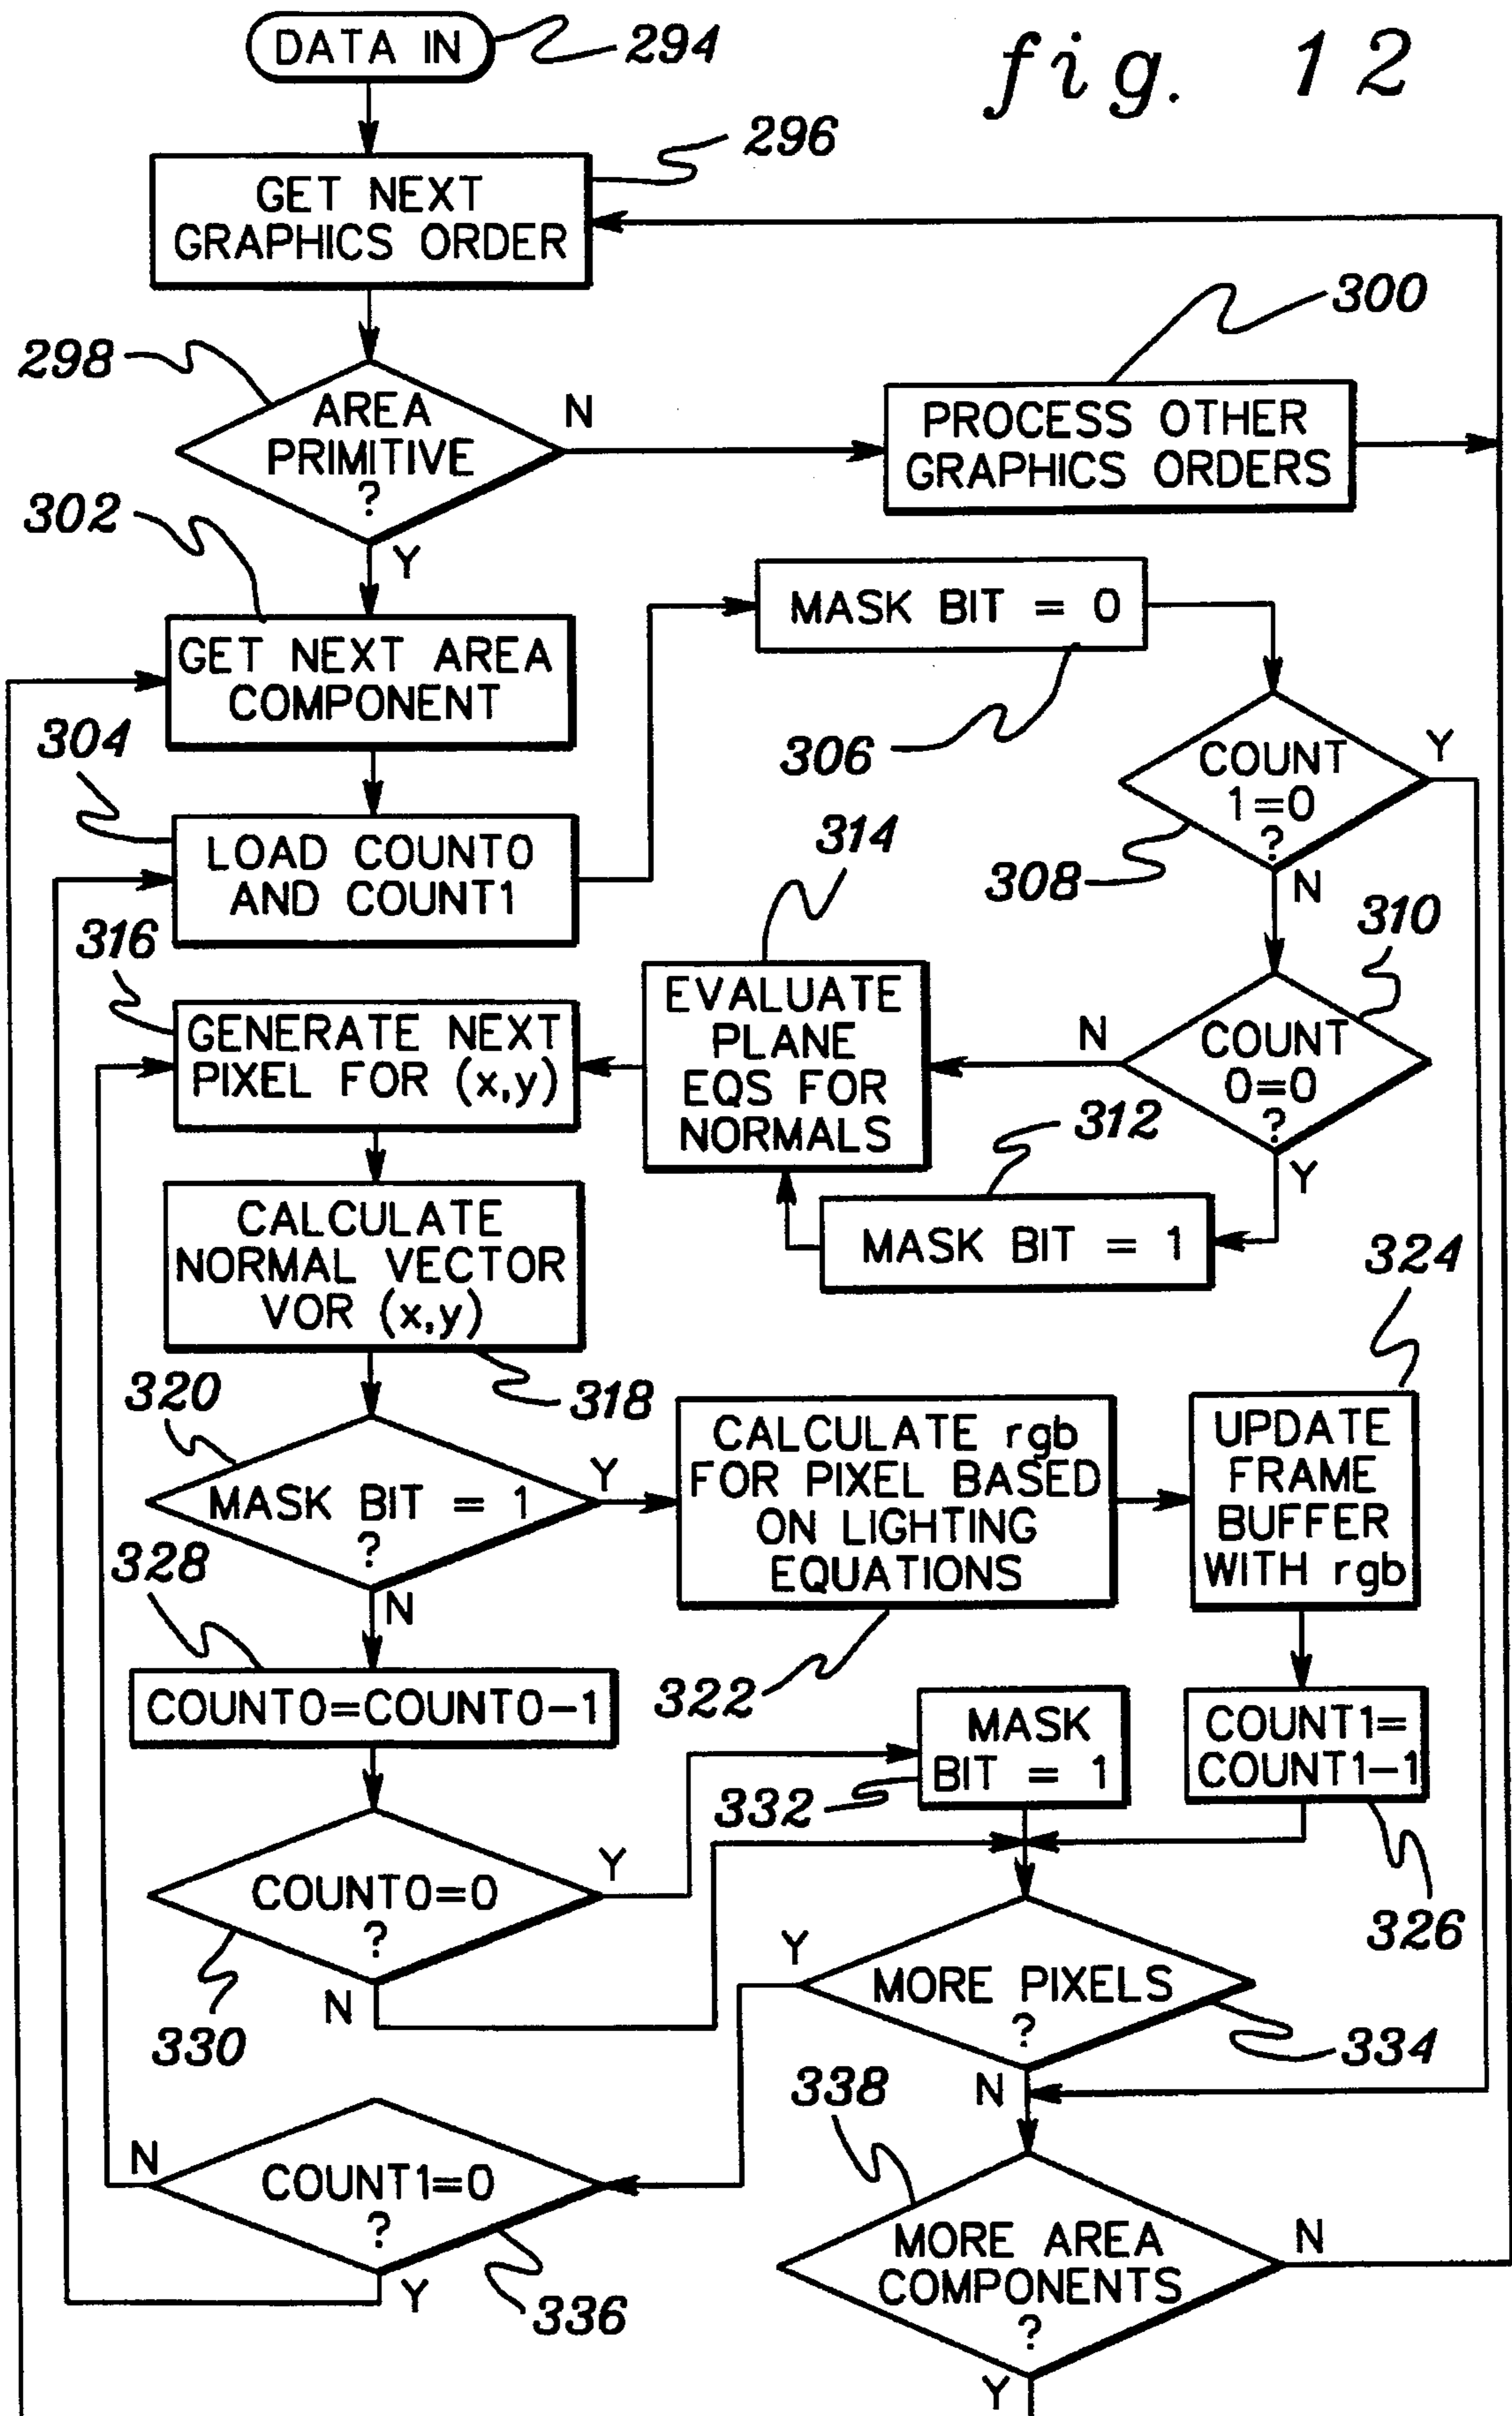 fig. 12
DATA IN
294
296
GET NEXT
GRAPHICS ORDER
298
AREA
PRIMITIVE
?
N
Y
300
PROCESS OTHER
GRAPHICS ORDERS
302
GET NEXT AREA
COMPONENT
304
LOAD COUNT0
AND COUNT1
MASK BIT = 0
306
COUNT
1=0
?
Y
N
308
310
COUNT
0=0
?
N
Y
312
MASK BIT = 1
314
EVALUATE
PLANE
EQS FOR
NORMALS
316
GENERATE NEXT
PIXEL FOR (x,y)
CALCULATE
NORMAL VECTOR
VOR (x,y)
318
320
MASK BIT = 1
?
Y
N
CALCULATE rgb
FOR PIXEL BASED
ON LIGHTING
EQUATIONS
322
324
UPDATE
FRAME
BUFFER
WITH rgb
COUNT1=
COUNT1-1
326
328
COUNT0=COUNT0-1
COUNT0=0
?
Y
N
330
MASK
BIT = 1
332
MORE PIXELS
?
Y
N
334
COUNT1=0
?
N
Y
336
338
MORE AREA
COMPONENTS
?
N
Y